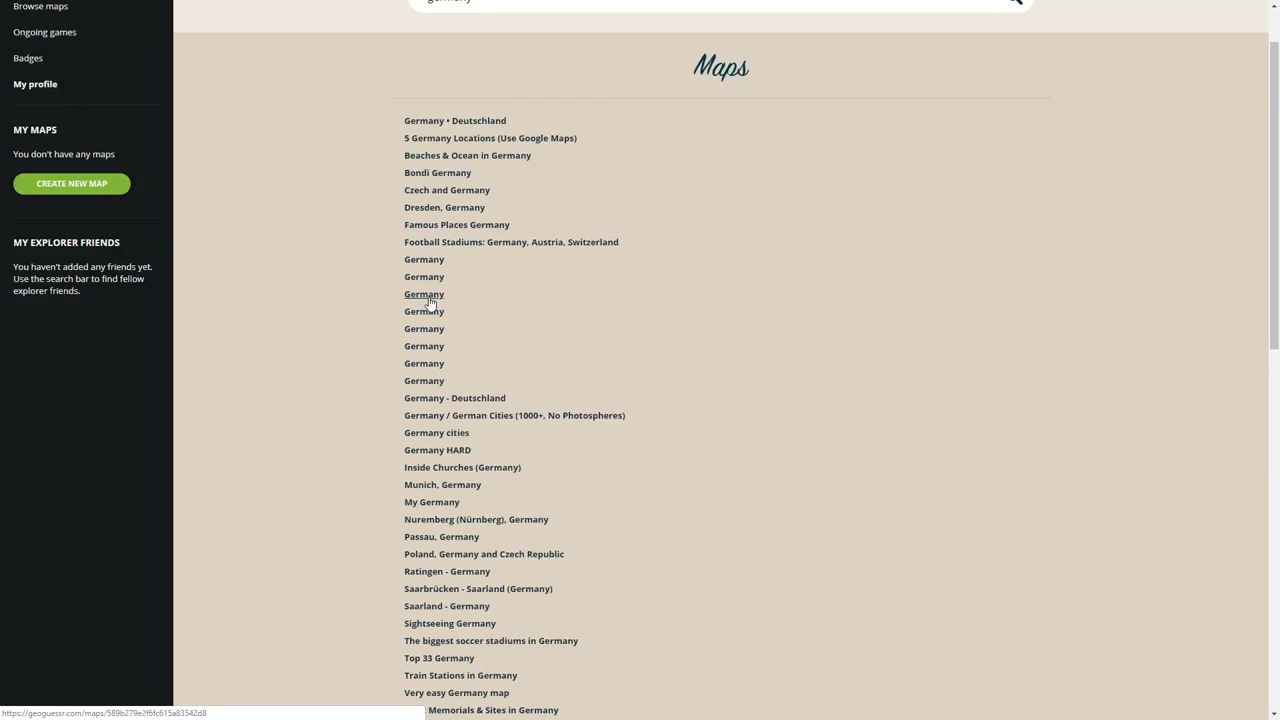 Browse maps
Ongoing games
Badges
My profile
MY MAPS
You don't have any maps
CREATE NEW MAP
MY EXPLORER FRIENDS
You haven't added any friends yet.
Use the search bar to find fellow
explorer friends.
Maps
Germany • Deutschland
5 Germany Locations (Use Google Maps)
Beaches & Ocean in Germany
Bondi Germany
Czech and Germany
Dresden, Germany
Famous Places Germany
Football Stadiums: Germany, Austria, Switzerland
Germany
Germany
Germany
Germany
Germany
Germany
Germany
Germany
Germany - Deutschland
Germany / German Cities (1000+, No Photospheres)
Germany cities
Germany HARD
Inside Churches (Germany)
Munich, Germany
My Germany
Nuremberg (Nürnberg), Germany
Passau, Germany
Poland, Germany and Czech Republic
Ratingen - Germany
Saarbrücken - Saarland (Germany)
Saarland - Germany
Sightseeing Germany
The biggest soccer stadiums in Germany
Top 33 Germany
Train Stations in Germany
Very easy Germany map
Memorials & Sites in Germany
https://geoguessr.com/maps/589b279e2f6fc615a83542d8